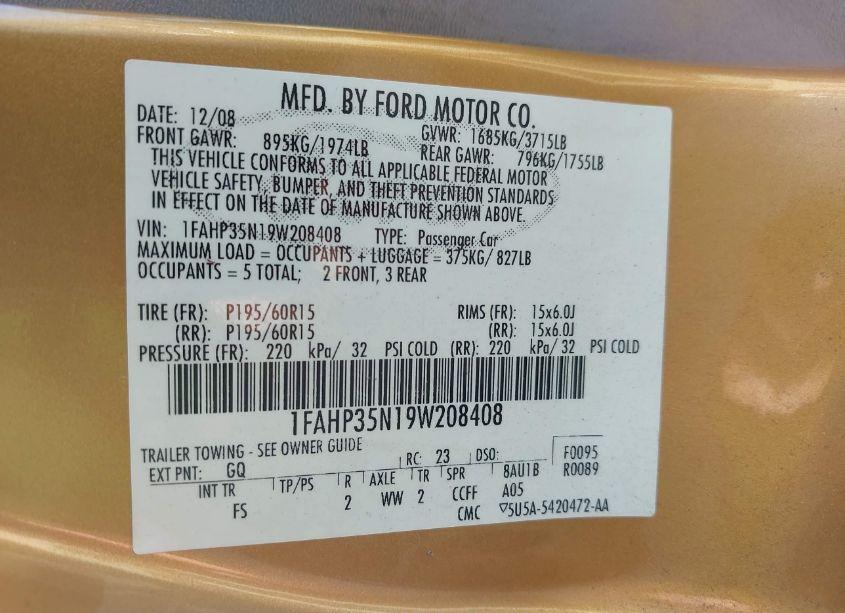 MFD. BY FORD MOTOR CO.
DATE: 12/08 GVWR: 1685KG/3715LB
FRONT GAWR: 895KG/1974LB REAR GAWR: 796KG/1755LB
THIS VEHICLE CONFORMS TO ALL APPLICABLE FEDERAL MOTOR
VEHICLE SAFETY, BUMPER, AND THEFT PREVENTION STANDARDS
IN EFFECT ON THE DATE OF MANUFACTURE SHOWN ABOVE.
VIN: 1FAHP35N19W208408 TYPE: Passenger Car
MAXIMUM LOAD = OCCUPANTS + LUGGAGE = 375KG/ 827LB
OCCUPANTS = 5 TOTAL; 2 FRONT, 3 REAR
TIRE (FR): P195/60R15 RIMS (FR): 15x6.0J
(RR): P195/60R15 (RR): 15x6.0J
PRESSURE (FR): 220 kPa/ 32 PSI COLD (RR): 220 kPa/ 32 PSI COLD
1FAHP35N19W208408
TRAILER TOWING - SEE OWNER GUIDE F0095
EXT PNT: GQ RC: 23 DSO: R0089
INT TR TP/PS R AXLE TR SPR 8AU1B
FS 2 WW 2 CCFF A05
CMC 5U5A-5420472-AA